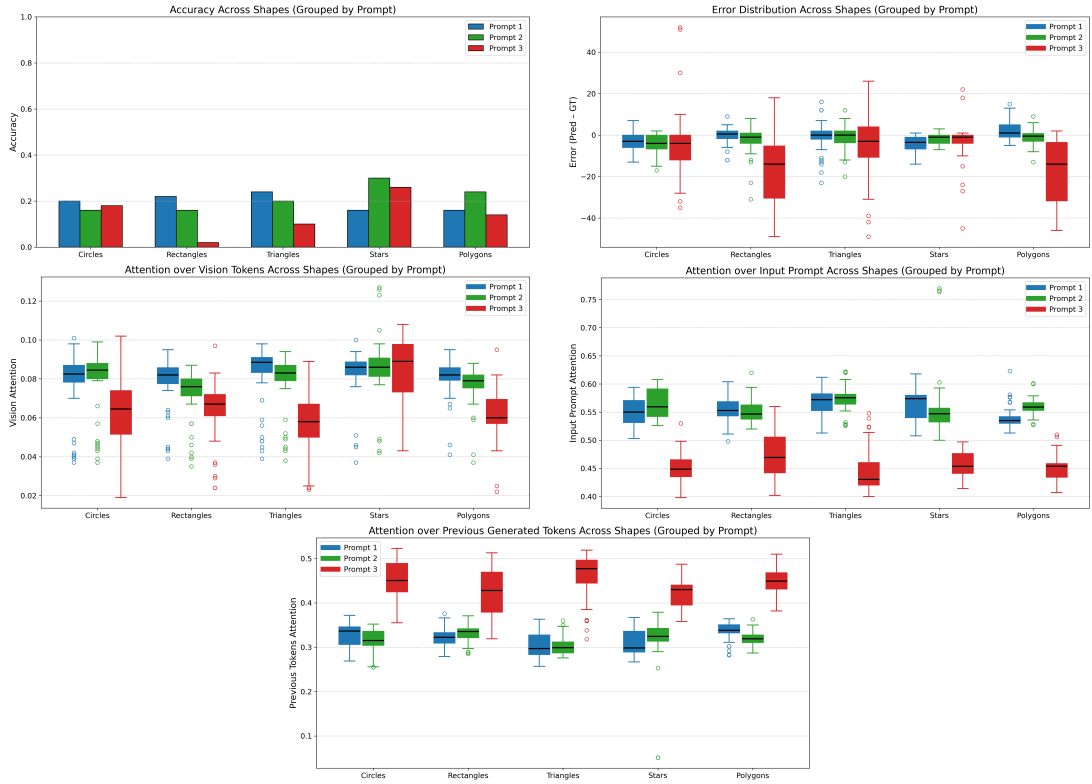 Accuracy Across Shapes (Grouped by Prompt)
Accuracy
1.0
0.8
0.6
0.4
0.2
0.0
Prompt 1
Prompt 2
Prompt 3
Circles
Rectangles
Triangles
Stars
Polygons
Error Distribution Across Shapes (Grouped by Prompt)
Error (Pred – GT)
40
20
0
−20
−40
Prompt 1
Prompt 2
Prompt 3
Circles
Rectangles
Triangles
Stars
Polygons
Attention over Vision Tokens Across Shapes (Grouped by Prompt)
Vision Attention
0.12
0.10
0.08
0.06
0.04
0.02
Prompt 1
Prompt 2
Prompt 3
Circles
Rectangles
Triangles
Stars
Polygons
Attention over Input Prompt Across Shapes (Grouped by Prompt)
Input Prompt Attention
0.75
0.70
0.65
0.60
0.55
0.50
0.45
0.40
Prompt 1
Prompt 2
Prompt 3
Circles
Rectangles
Triangles
Stars
Polygons
Attention over Previous Generated Tokens Across Shapes (Grouped by Prompt)
Previous Tokens Attention
0.5
0.4
0.3
0.2
0.1
Prompt 1
Prompt 2
Prompt 3
Circles
Rectangles
Triangles
Stars
Polygons